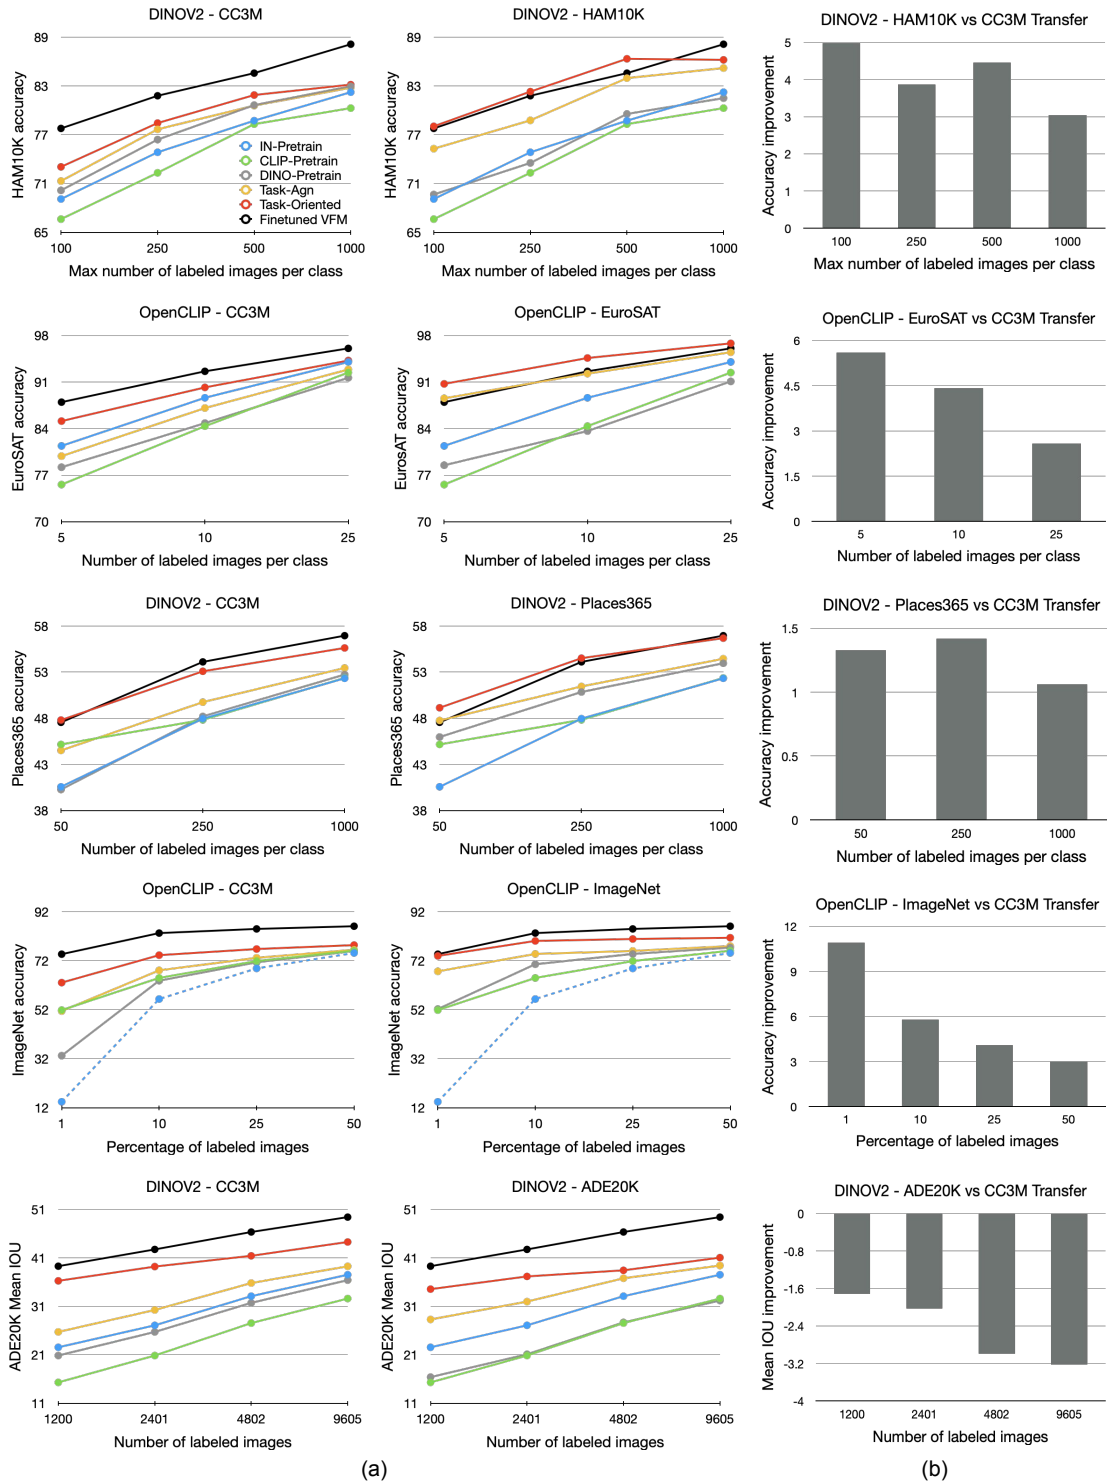 DINOV2 - CC3M
HAM10K accuracy
89
83
77
71
65
IN-Pretrain
CLIP-Pretrain
DINO-Pretrain
Task-Agn
Task-Oriented
Finetuned VFM
100 250 500 1000
Max number of labeled images per class
DINOV2 - HAM10K
HAM10K accuracy
89
83
77
71
65
100 250 500 1000
Max number of labeled images per class
DINOV2 - HAM10K vs CC3M Transfer
Accuracy improvement
5
4
3
1
0
100 250 500 1000
Max number of labeled images per class
OpenCLIP - CC3M
EuroSAT accuracy
98
91
84
77
70
5 10 25
Number of labeled images per class
OpenCLIP - EuroSAT
EurosAT accuracy
98
91
84
77
70
5 10 25
Number of labeled images per class
OpenCLIP - EuroSAT vs CC3M Transfer
Accuracy improvement
6
4.5
3
1.5
0
5 10 25
Number of labeled images per class
DINOV2 - CC3M
Places365 accuracy
58
53
48
43
38
50 250 1000
Number of labeled images per class
DINOV2 - Places365
Places365 accuracy
58
53
48
43
38
50 250 1000
Number of labeled images per class
DINOV2 - Places365 vs CC3M Transfer
Accuracy improvement
1.5
1
0.5
0
50 250 1000
Number of labeled images per class
OpenCLIP - CC3M
ImageNet accuracy
92
72
52
32
12
1 10 25 50
Percentage of labeled images
OpenCLIP - ImageNet
ImageNet accuracy
92
72
52
32
12
1 10 25 50
Percentage of labeled images
OpenCLIP - ImageNet vs CC3M Transfer
Accuracy improvement
12
9
6
3
0
1 10 25 50
Percentage of labeled images
DINOV2 - CC3M
ADE20K Mean IOU
51
41
31
21
11
1200 2401 4802 9605
Number of labeled images
DINOV2 - ADE20K
ADE20K Mean IOU
51
41
31
21
11
1200 2401 4802 9605
Number of labeled images
DINOV2 - ADE20K vs CC3M Transfer
Mean IOU improvement
0
-0.8
-1.6
-2.4
-3.2
-4
1200 2401 4802 9605
Number of labeled images
(a)
(b)